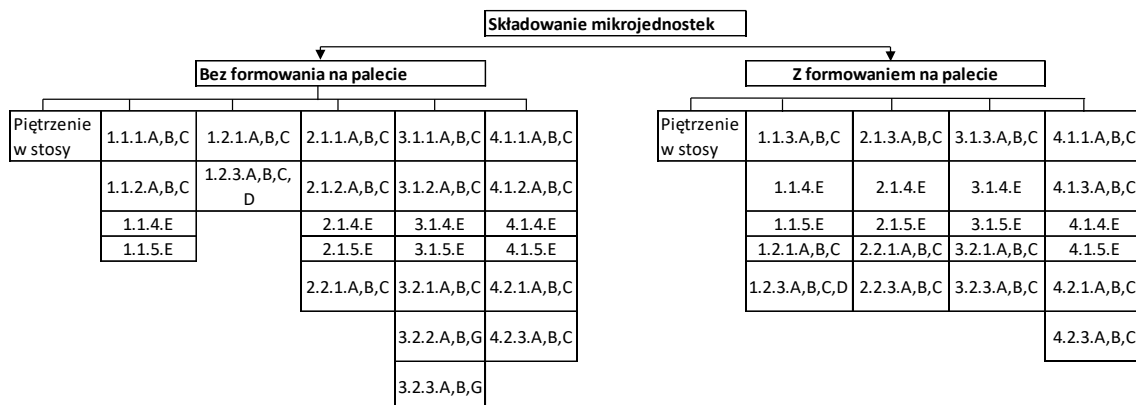 Składowanie mikrojednostek
Bez formowania na palecie
Z formowaniem na palecie
Piętrzenie
w stosy
1.1.1.A,B,C
1.2.1.A,B,C
2.1.1.A,B,C
3.1.1.A,B,C
4.1.1.A,B,C
1.1.2.A,B,C
1.2.3.A,B,C,
D
2.1.2.A,B,C
3.1.2.A,B,C
4.1.2.A,B,C
1.1.4.E
2.1.4.E
3.1.4.E
4.1.4.E
1.1.5.E
2.1.5.E
3.1.5.E
4.1.5.E
2.2.1.A,B,C
3.2.1.A,B,C
4.2.1.A,B,C
3.2.2.A,B,G
4.2.3.A,B,C
3.2.3.A,B,G
Piętrzenie
w stosy
1.1.3.A,B,C
2.1.3.A,B,C
3.1.3.A,B,C
4.1.1.A,B,C
1.1.4.E
2.1.4.E
3.1.4.E
4.1.3.A,B,C
1.1.5.E
2.1.5.E
3.1.5.E
4.1.4.E
1.2.1.A,B,C
2.2.1.A,B,C
3.2.1.A,B,C
4.1.5.E
1.2.3.A,B,C,D
2.2.3.A,B,C
3.2.3.A,B,C
4.2.1.A,B,C
4.2.3.A,B,C